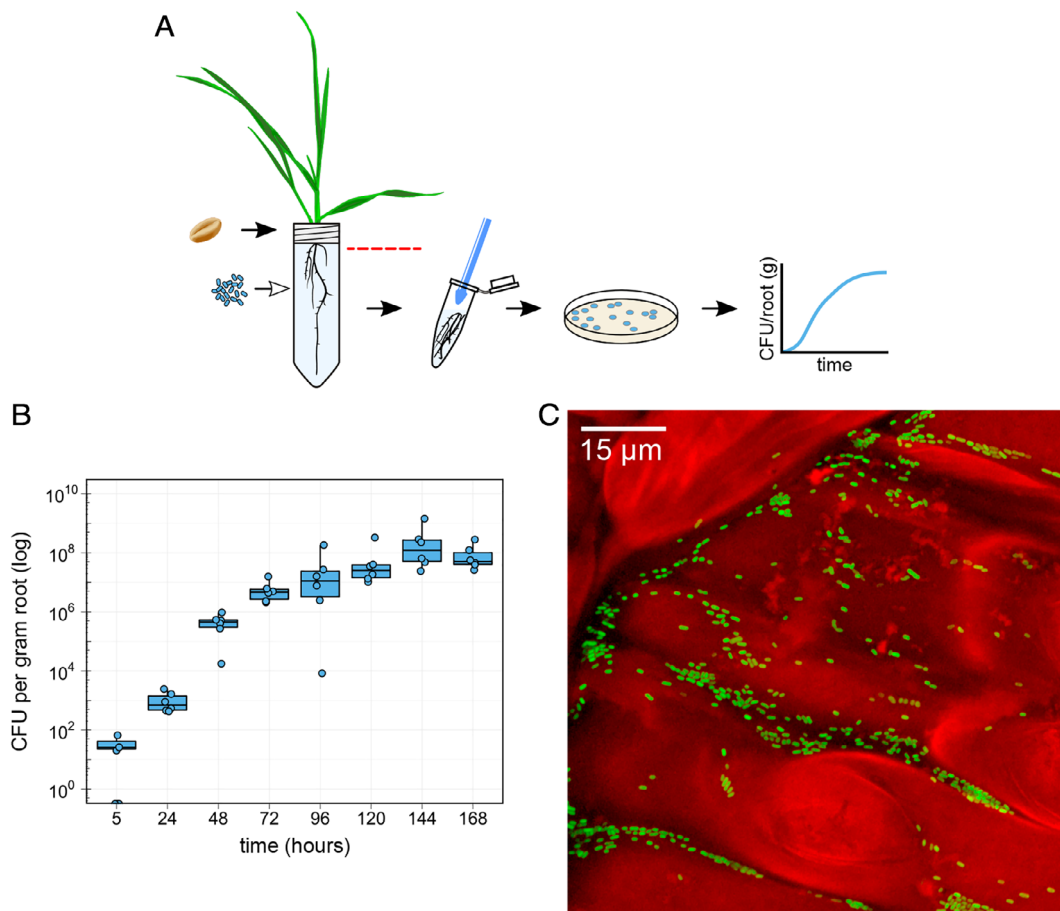 A
CFU/root (g)
time
B
CFU per gram root (log)
10^10
10^8
10^6
10^4
10^2
10^0
5 24 48 72 96 120 144 168
time (hours)
C
15 µm